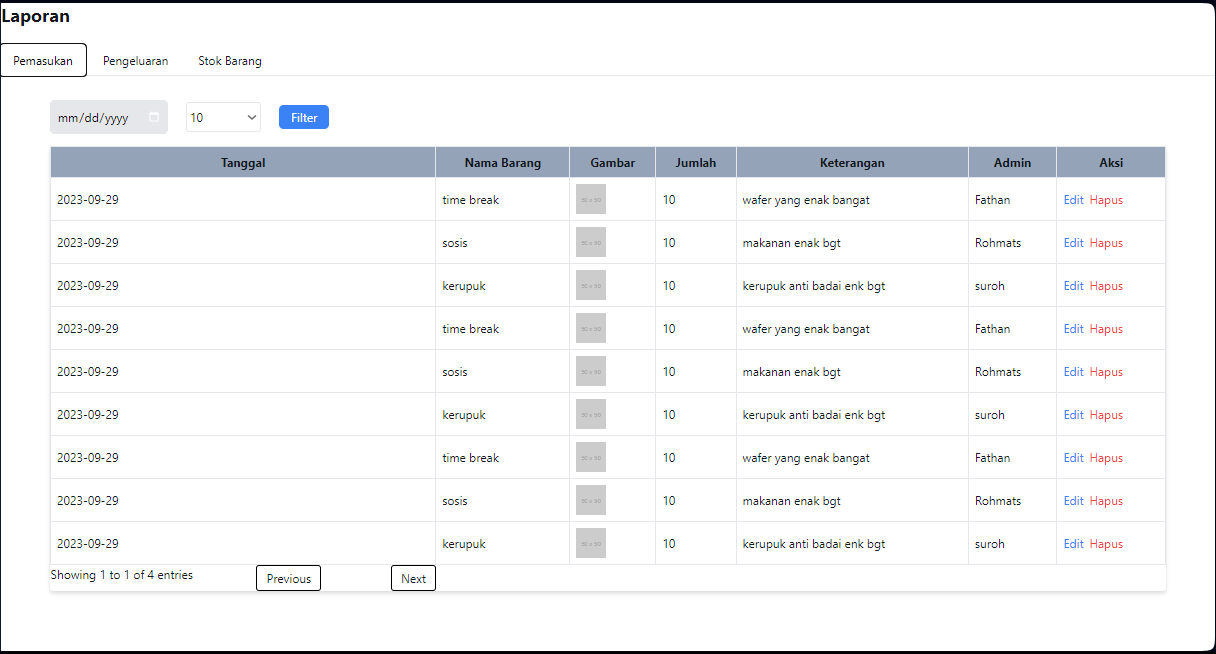 Laporan
Pemasukan Pengeluaran Stok Barang
mm/dd/yyyy 10 Filter
Tanggal Nama Barang Gambar Jumlah Keterangan Admin Aksi
2023-09-29 time break 50 x 50 10 wafer yang enak bangat Fathan Edit Hapus
2023-09-29 sosis 50 x 50 10 makanan enak bgt Rohmats Edit Hapus
2023-09-29 kerupuk 50 x 50 10 kerupuk anti badai enk bgt suroh Edit Hapus
2023-09-29 time break 50 x 50 10 wafer yang enak bangat Fathan Edit Hapus
2023-09-29 sosis 50 x 50 10 makanan enak bgt Rohmats Edit Hapus
2023-09-29 kerupuk 50 x 50 10 kerupuk anti badai enk bgt suroh Edit Hapus
2023-09-29 time break 50 x 50 10 wafer yang enak bangat Fathan Edit Hapus
2023-09-29 sosis 50 x 50 10 makanan enak bgt Rohmats Edit Hapus
2023-09-29 kerupuk 50 x 50 10 kerupuk anti badai enk bgt suroh Edit Hapus
Showing 1 to 1 of 4 entries Previous Next